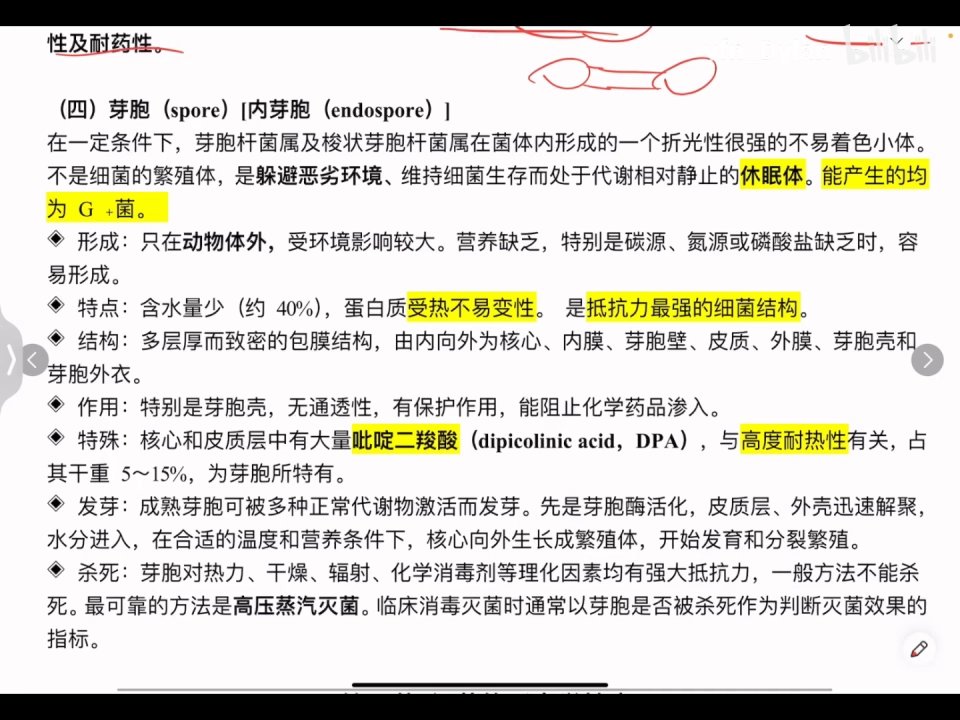 性及耐药性。
bilibili
（四）芽胞（spore）[内芽胞（endospore）]
在一定条件下，芽胞杆菌属及梭状芽胞杆菌属在菌体内形成的一个折光性很强的不易着色小体。
不是细菌的繁殖体，是躲避恶劣环境、维持细菌生存而处于代谢相对静止的休眠体。能产生的均
为 G +菌。
◈ 形成：只在动物体外，受环境影响较大。营养缺乏，特别是碳源、氮源或磷酸盐缺乏时，容
易形成。
◈ 特点：含水量少（约 40%），蛋白质受热不易变性。 是抵抗力最强的细菌结构。
◈ 结构：多层厚而致密的包膜结构，由内向外为核心、内膜、芽胞壁、皮质、外膜、芽胞壳和
芽胞外衣。
◈ 作用：特别是芽胞壳，无通透性，有保护作用，能阻止化学药品渗入。
◈ 特殊：核心和皮质层中有大量吡啶二羧酸（dipicolinic acid，DPA），与高度耐热性有关，占
其干重 5～15%，为芽胞所特有。
◈ 发芽：成熟芽胞可被多种正常代谢物激活而发芽。先是芽胞酶活化，皮质层、外壳迅速解聚，
水分进入，在合适的温度和营养条件下，核心向外生长成繁殖体，开始发育和分裂繁殖。
◈ 杀死：芽胞对热力、干燥、辐射、化学消毒剂等理化因素均有强大抵抗力，一般方法不能杀
死。最可靠的方法是高压蒸汽灭菌。临床消毒灭菌时通常以芽胞是否被杀死作为判断灭菌效果的
指标。